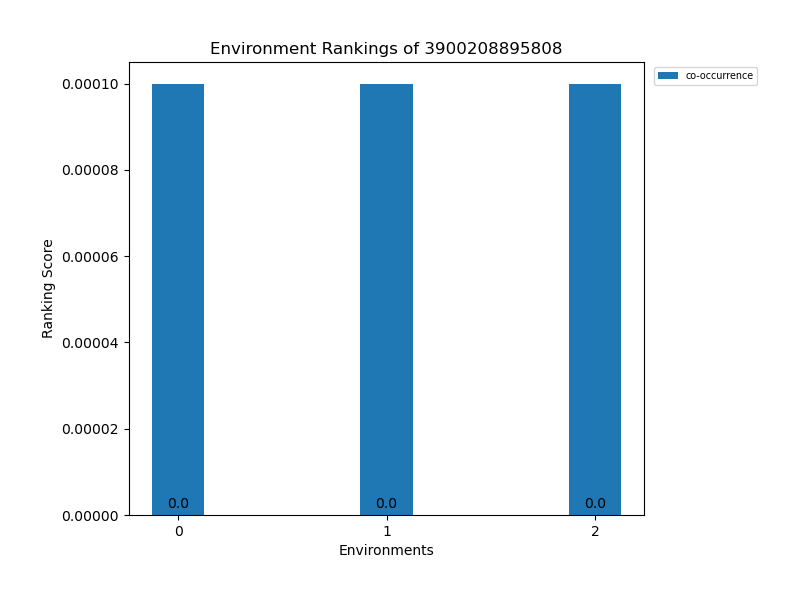 Environment Rankings of 3900208895808
co-occurrence
0.00010
0.00008
0.00006
0.00004
0.00002
0.00000
Ranking Score
0.0 0.0 0.0
0 1 2
Environments